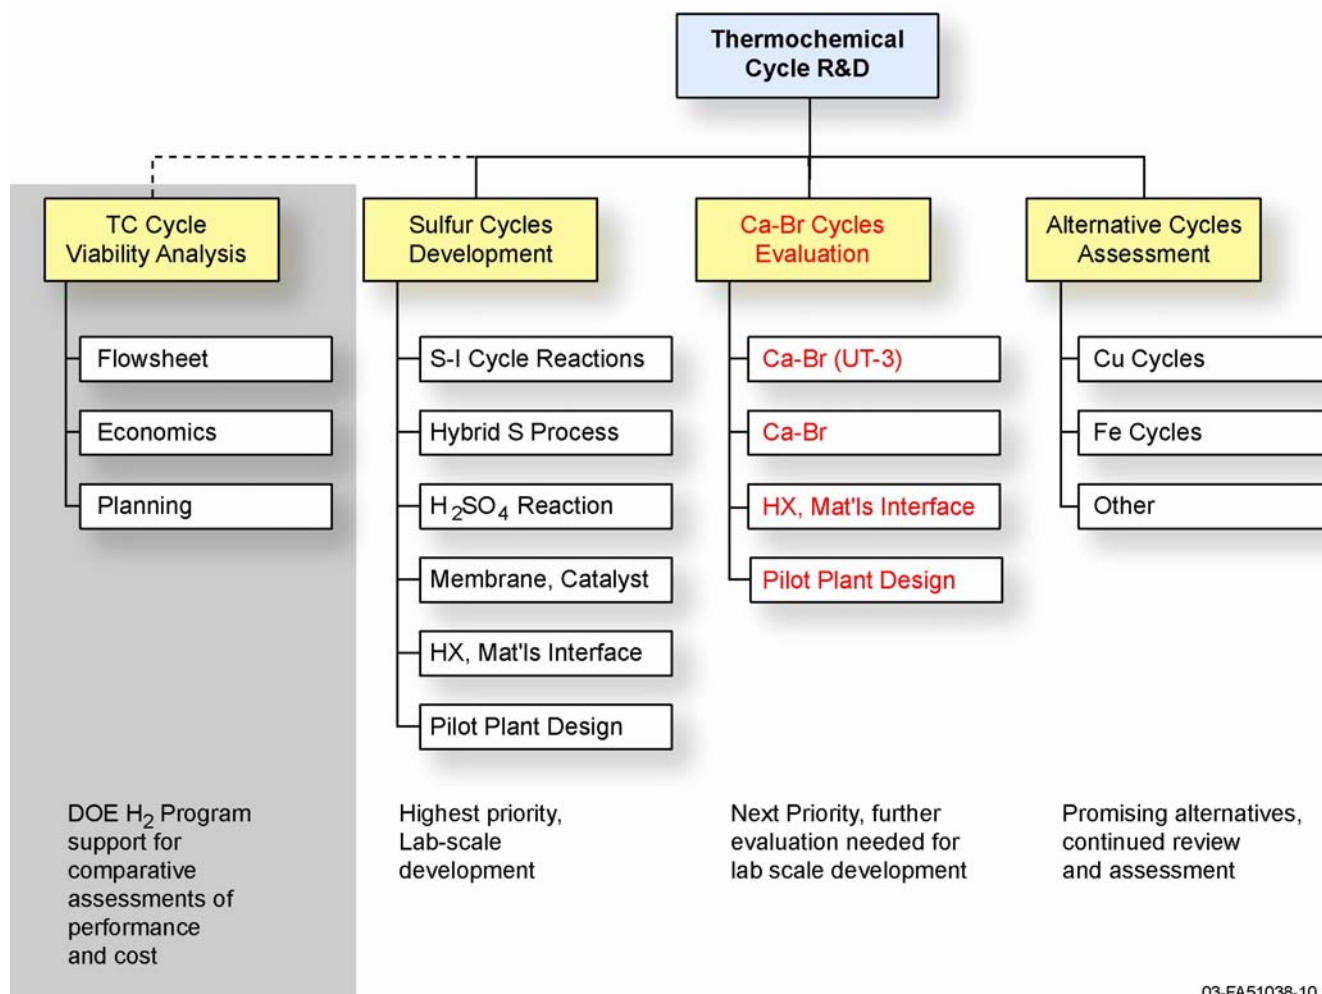 Thermochemical
Cycle R&D
TC Cycle
Viability Analysis
Flowsheet
Economics
Planning
DOE H2 Program
support for
comparative
assessments of
performance
and cost
Sulfur Cycles
Development
S-I Cycle Reactions
Hybrid S Process
H2SO4 Reaction
Membrane, Catalyst
HX, Mat'ls Interface
Pilot Plant Design
Highest priority,
Lab-scale
development
Ca-Br Cycles
Evaluation
Ca-Br (UT-3)
Ca-Br
HX, Mat'ls Interface
Pilot Plant Design
Next Priority, further
evaluation needed for
lab scale development
Alternative Cycles
Assessment
Cu Cycles
Fe Cycles
Other
Promising alternatives,
continued review
and assessment
03-FA51038-10